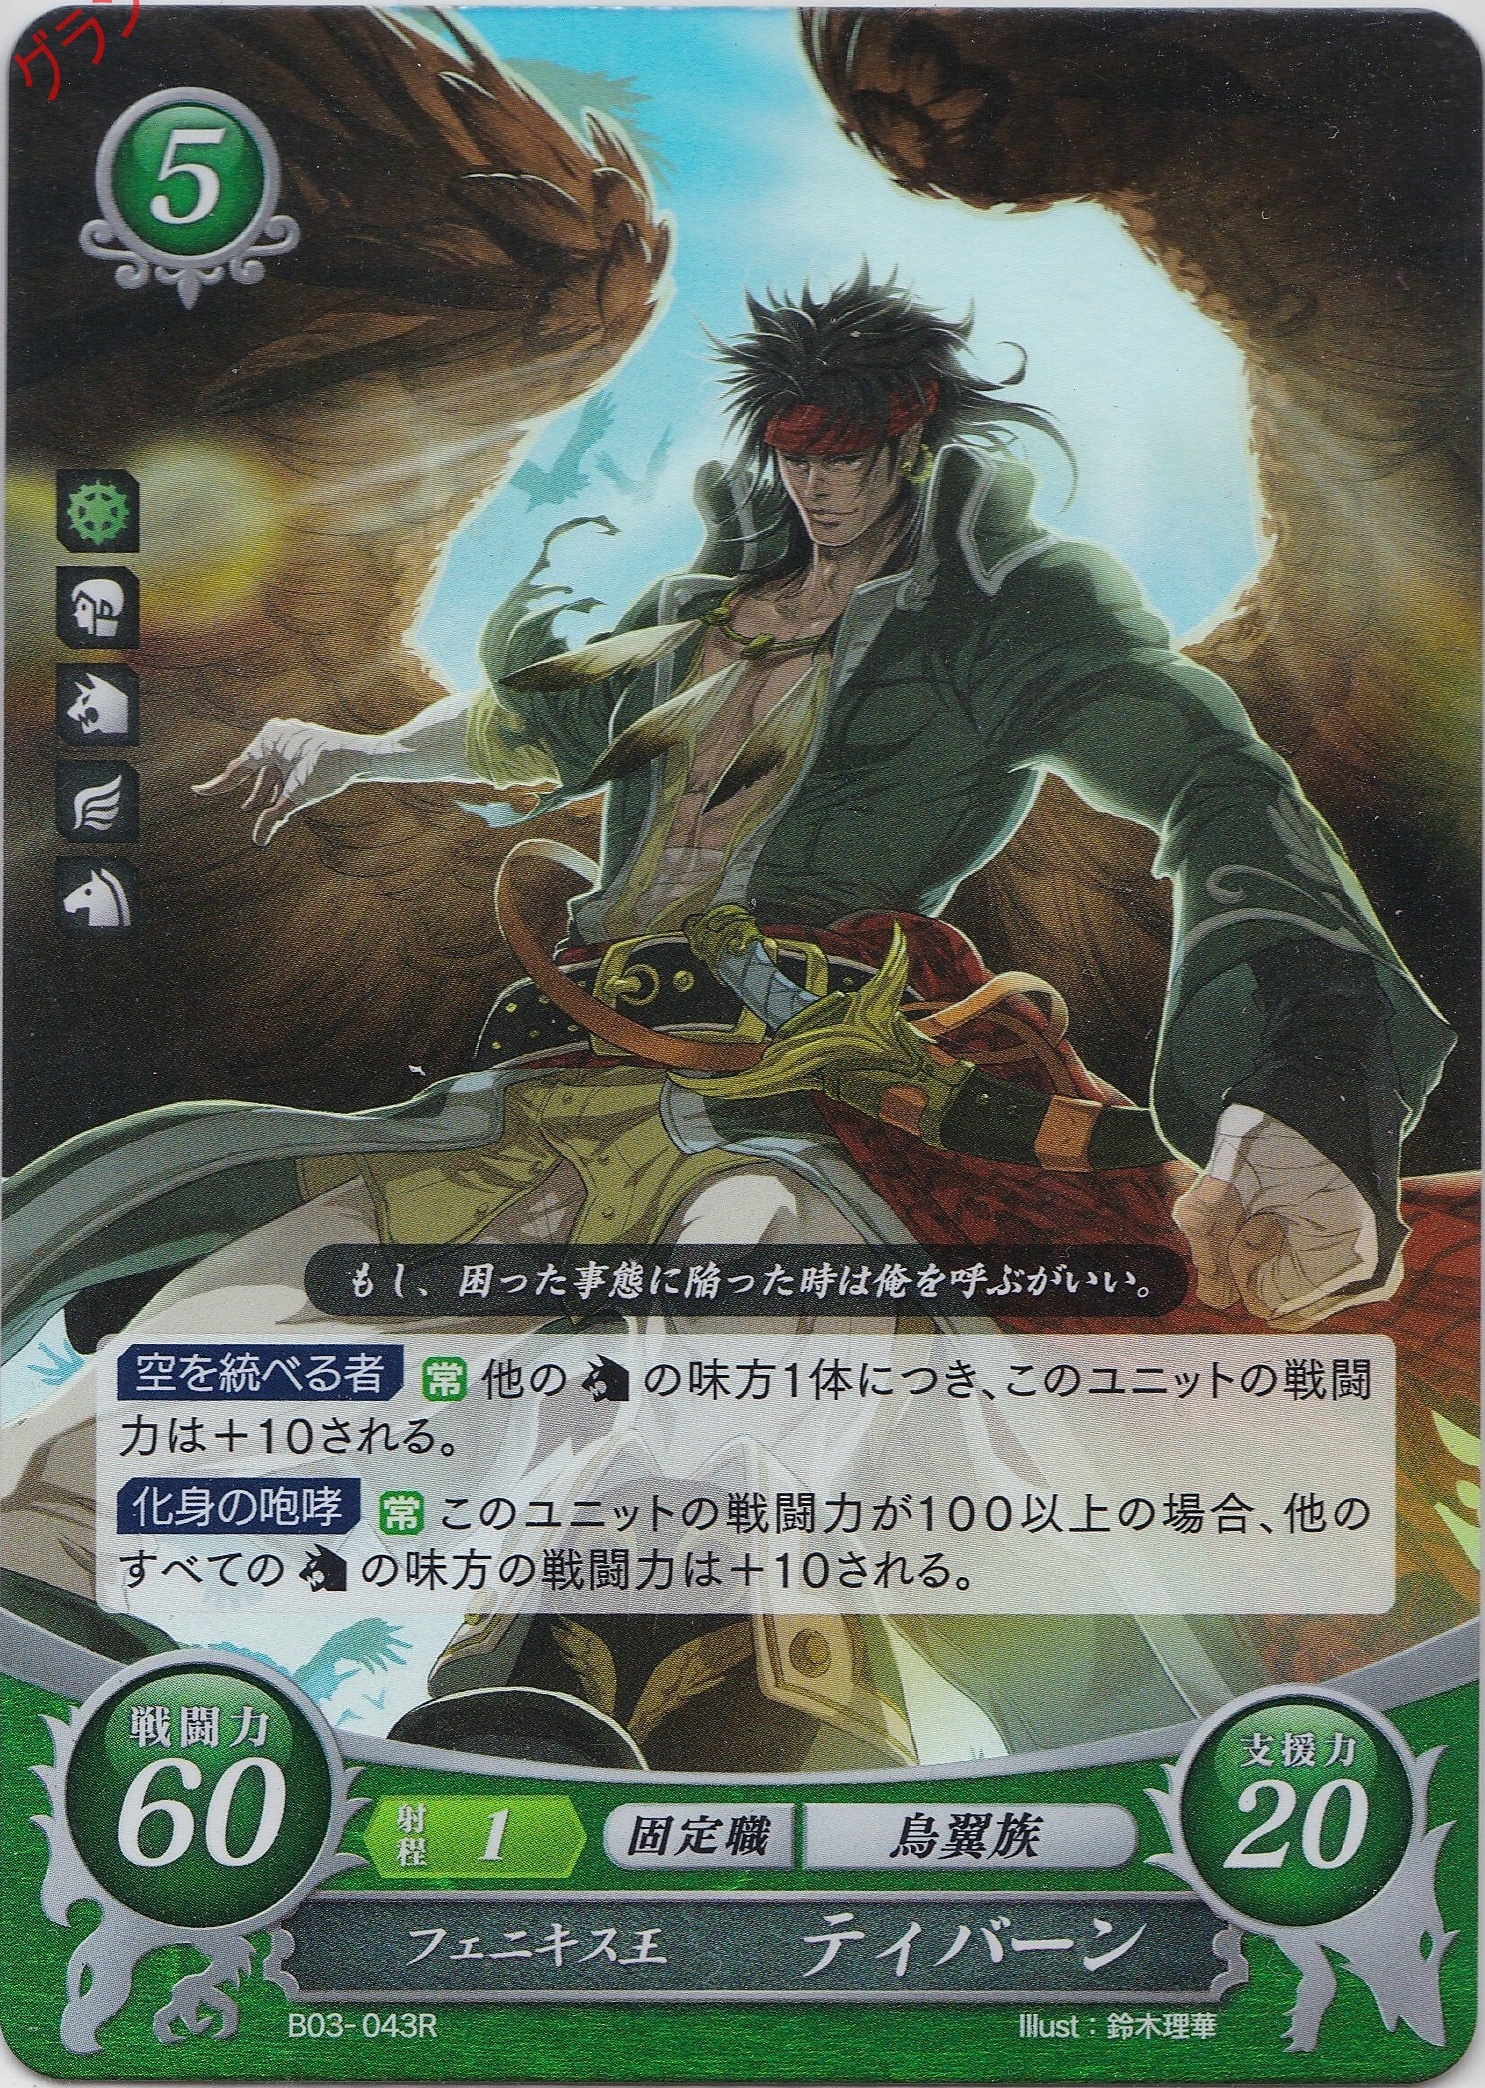 グラン
5
もし、困った事態に陥った時は俺を呼ぶがいい。
空を統べる者 常 他の の味方1体につき、このユニットの戦闘
力は＋10される。
化身の咆哮 常 このユニットの戦闘力が100以上の場合、他の
すべての の味方の戦闘力は＋10される。
戦闘力
60
射程 1
固定職 鳥翼族
支援力
20
フェニキス王 ティバーン
B03-043R Illust：鈴木理華